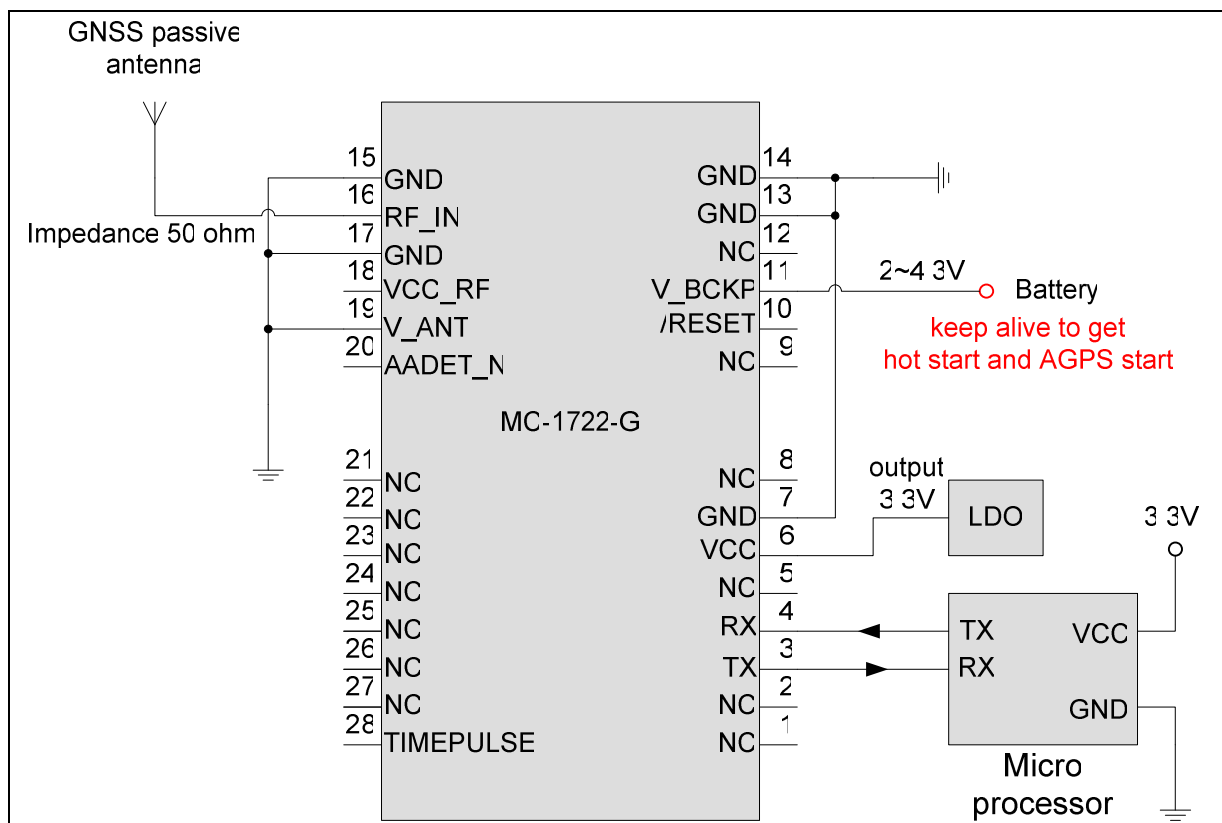 GNSS passive
antenna
Impedance 50 ohm
15
GND
16
RF_IN
17
GND
18
VCC_RF
19
V_ANT
20
AADET_N
21
NC
22
NC
23
NC
24
NC
25
NC
26
NC
27
NC
28
TIMEPULSE
MC-1722-G
14
GND
13
GND
12
NC
11
V_BCKP
10
/RESET
9
NC
8
NC
7
GND
6
VCC
5
NC
4
RX
3
TX
2
NC
1
NC
2~4.3V
Battery
keep alive to get
hot start and AGPS start
output
3.3V
LDO
3.3V
TX
VCC
RX
GND
Micro
processor